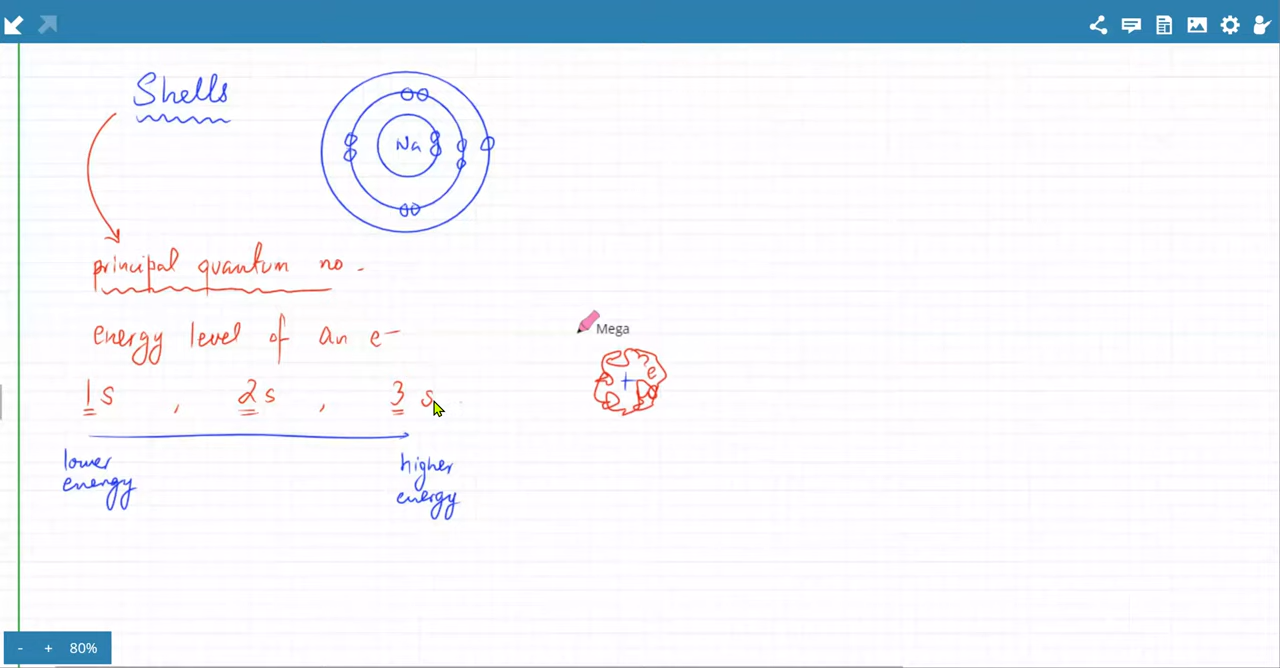 Shells
Na
principal quantum no.
energy level of an e-
Mega
1s , 2s , 3s
+ e
lower
energy
higher
energy
- + 80%